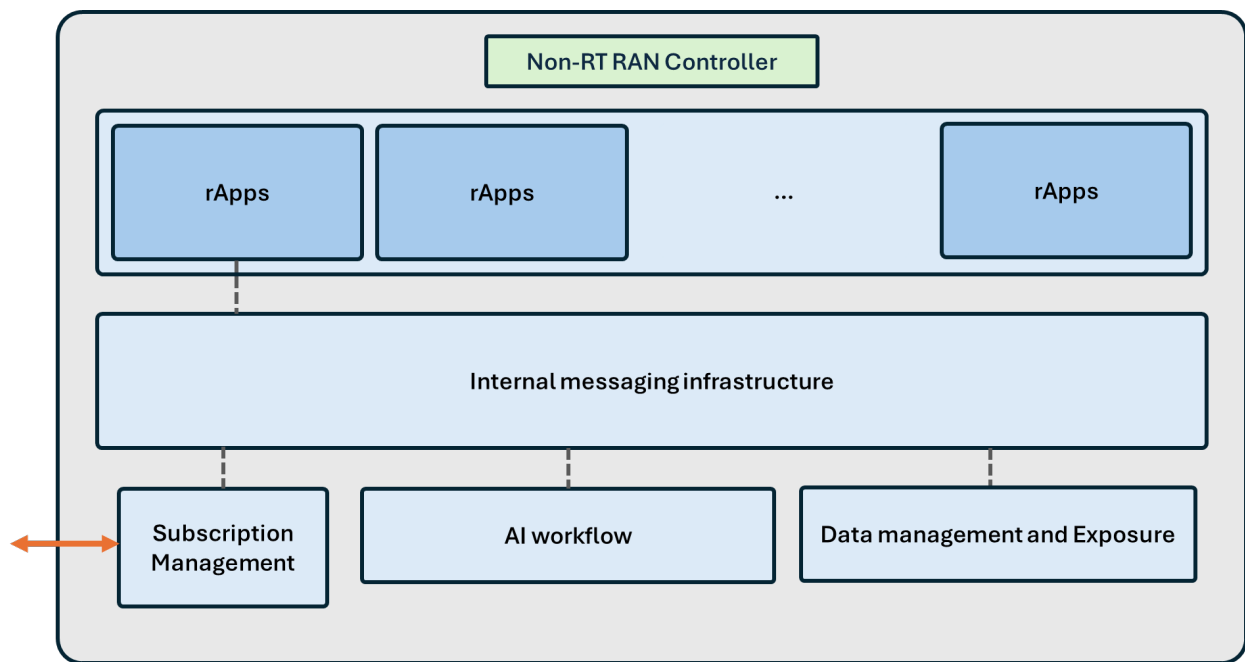 Non-RT RAN Controller
rApps
rApps
...
rApps
Internal messaging infrastructure
Subscription
Management
AI workflow
Data management and Exposure